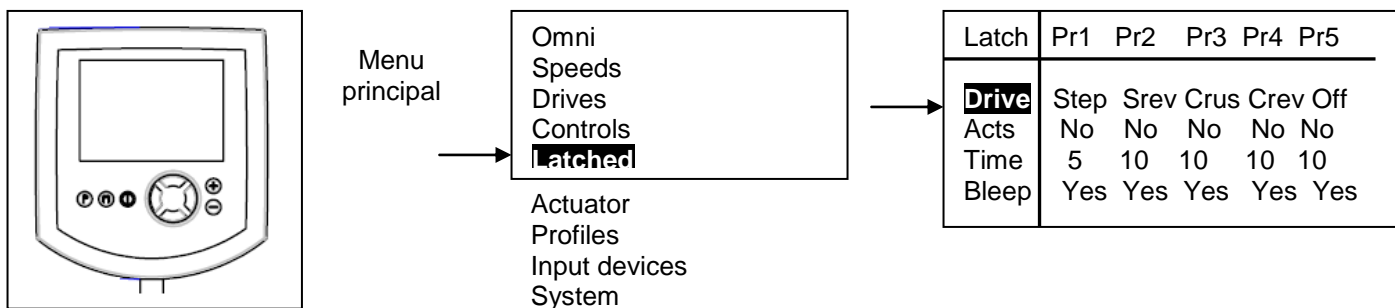 Menu
principal
Omni
Speeds
Drives
Controls
Latched
Actuator
Profiles
Input devices
System
Latch Pr1 Pr2 Pr3 Pr4 Pr5
Drive Step Srev Crus Crev Off
Acts No No No No No
Time 5 10 10 10 10
Bleep Yes Yes Yes Yes Yes